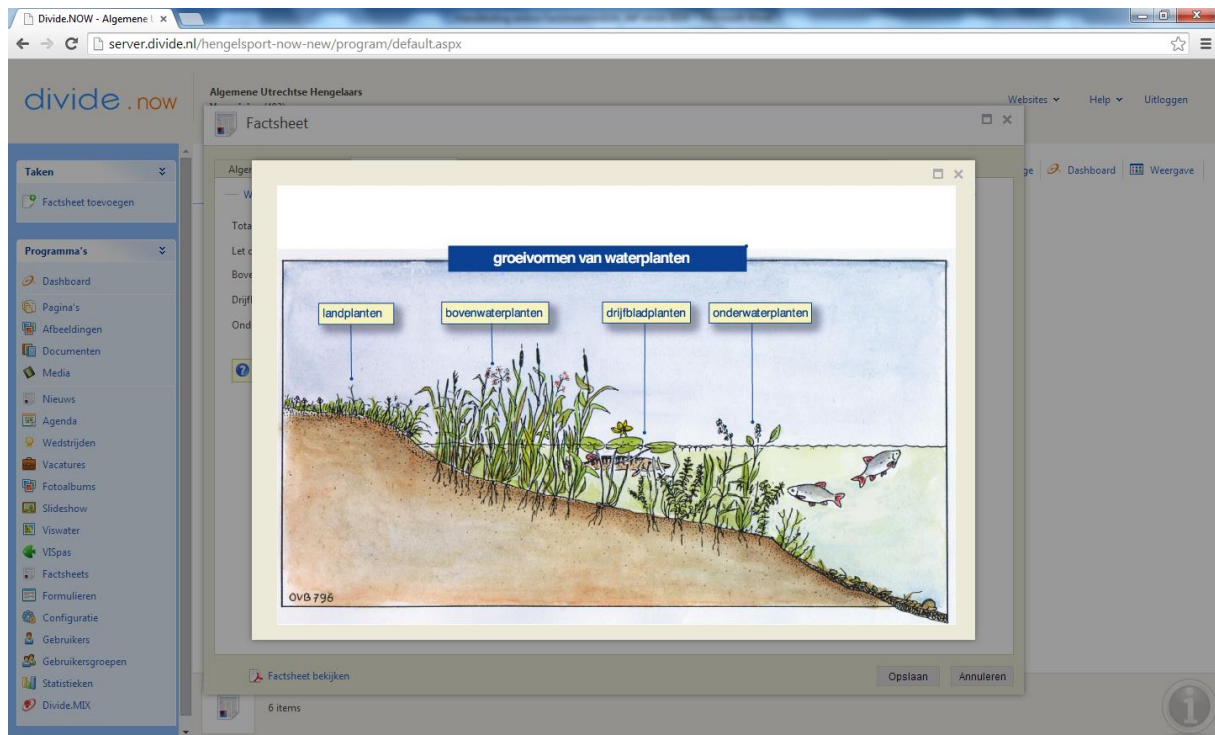 Divide.NOW - Algemene
server.divide.nl/hengelsport-now-new/program/default.aspx
divide.now
Algemene Utrechtse Hengelaars
Websites
Help
Uitloggen
Factsheet
Dashboard
Weergave
Taken
Factsheet toevoegen
Programma's
Dashboard
Pagina's
Afbeeldingen
Documenten
Media
Nieuws
Agenda
Wedstrijden
Vacatures
Fotoalbums
Slideshow
Viswater
VISpas
Factsheets
Formulieren
Configuratie
Gebruikers
Gebruikersgroepen
Statistieken
Divide.MIX
groeivormen van waterplanten
landplanten
bovenwaterplanten
drijfbladplanten
onderwaterplanten
OVB 796
Factsheet bekijken
Opslaan
Annuleren
6 items